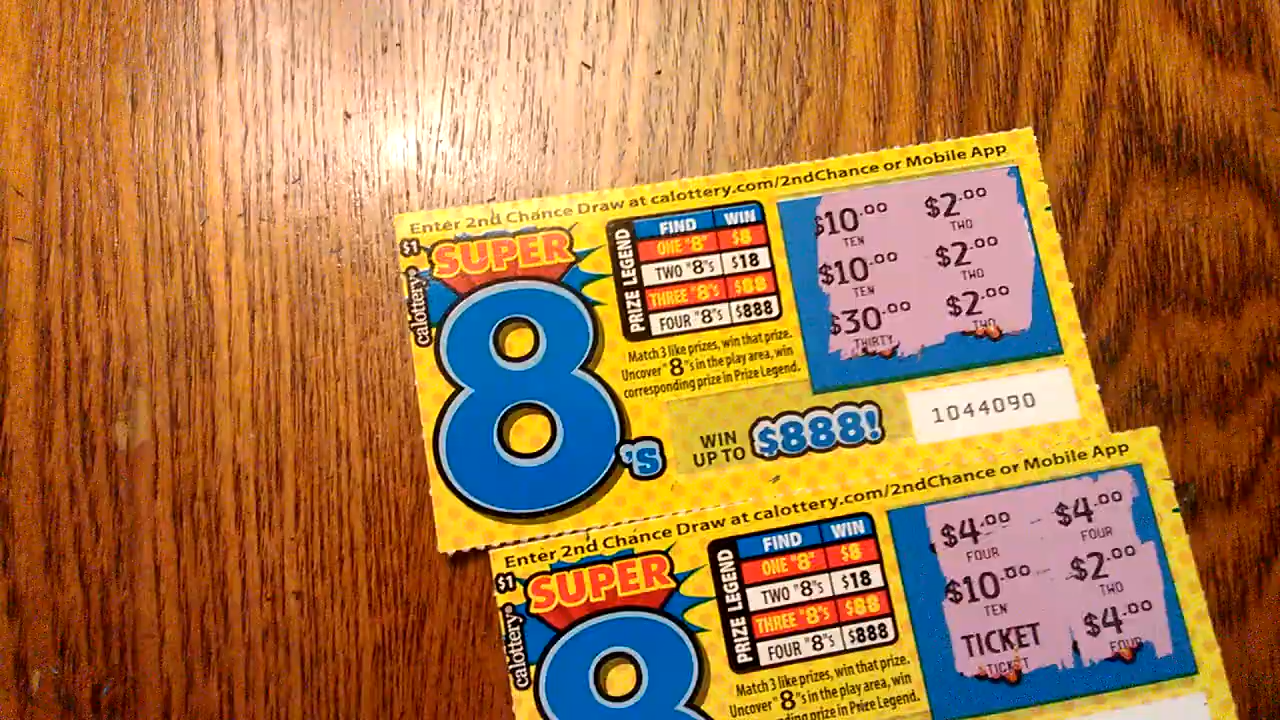 Enter 2nd Chance Draw at calottery.com/2ndChance or Mobile App
$1
calottery®
SUPER
8
's
PRIZE LEGEND
FIND WIN
ONE "8" $8
TWO "8"s $18
THREE "8"s $88
FOUR "8"s $888
Match 3 like prizes, win that prize.
Uncover "8"s in the play area, win
corresponding prize in Prize Legend.
WIN
UP TO $888!
$10.00 $2.00
TEN TWO
$10.00 $2.00
TEN TWO
$30.00 $2.00
THIRTY TWO
1044090
Enter 2nd Chance Draw at calottery.com/2ndChance or Mobile App
$1
calottery®
SUPER
8
PRIZE LEGEND
FIND WIN
ONE "8" $8
TWO "8"s $18
THREE "8"s $88
FOUR "8"s $888
Match 3 like prizes, win that prize.
Uncover "8"s in the play area, win
prize in Prize Legend.
$4.00 $4.00
FOUR FOUR
$10.00 $2.00
TEN TWO
TICKET $4.00
TICKET FOUR